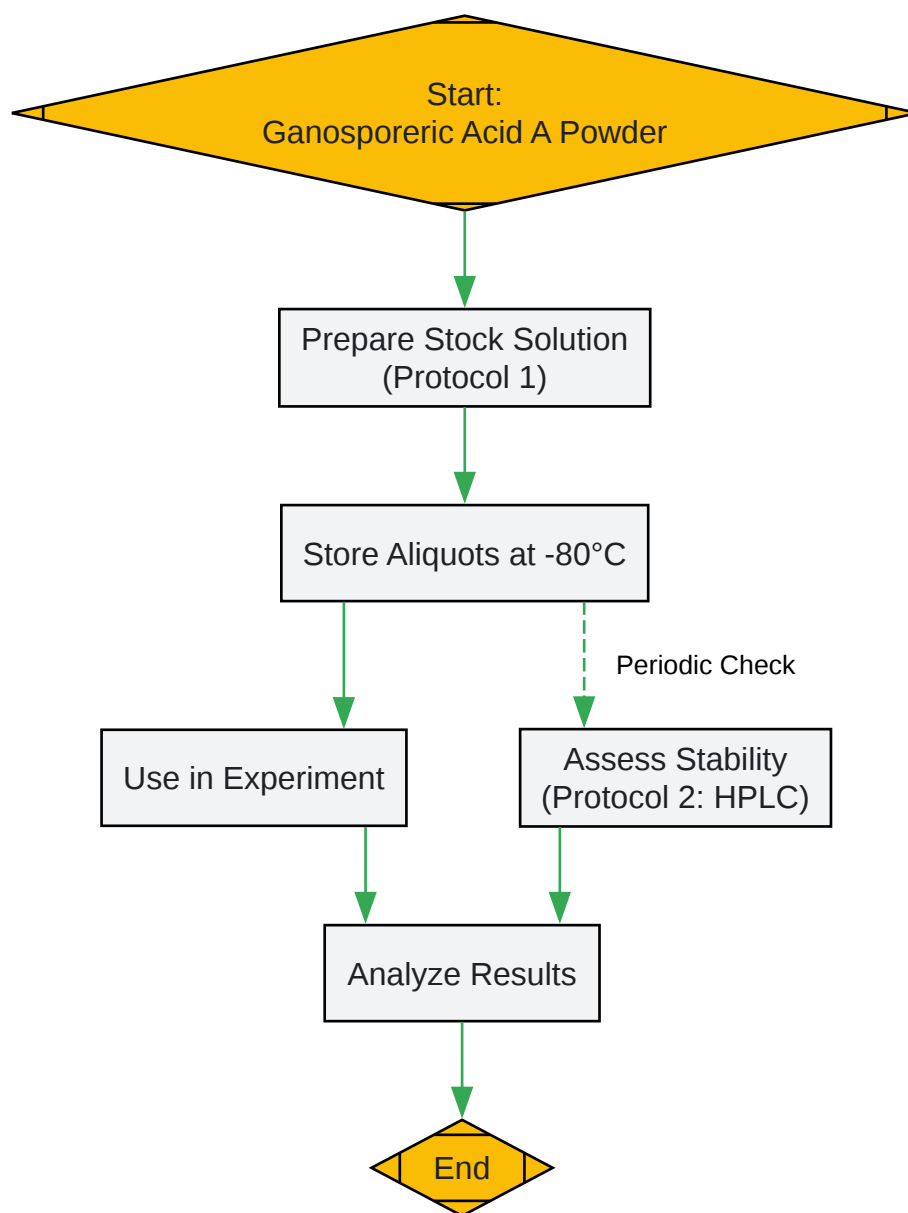 Start:
Ganosporeric Acid A Powder
Prepare Stock Solution
(Protocol 1)
Store Aliquots at -80°C
Periodic Check
Use in Experiment
Assess Stability
(Protocol 2: HPLC)
Analyze Results
End